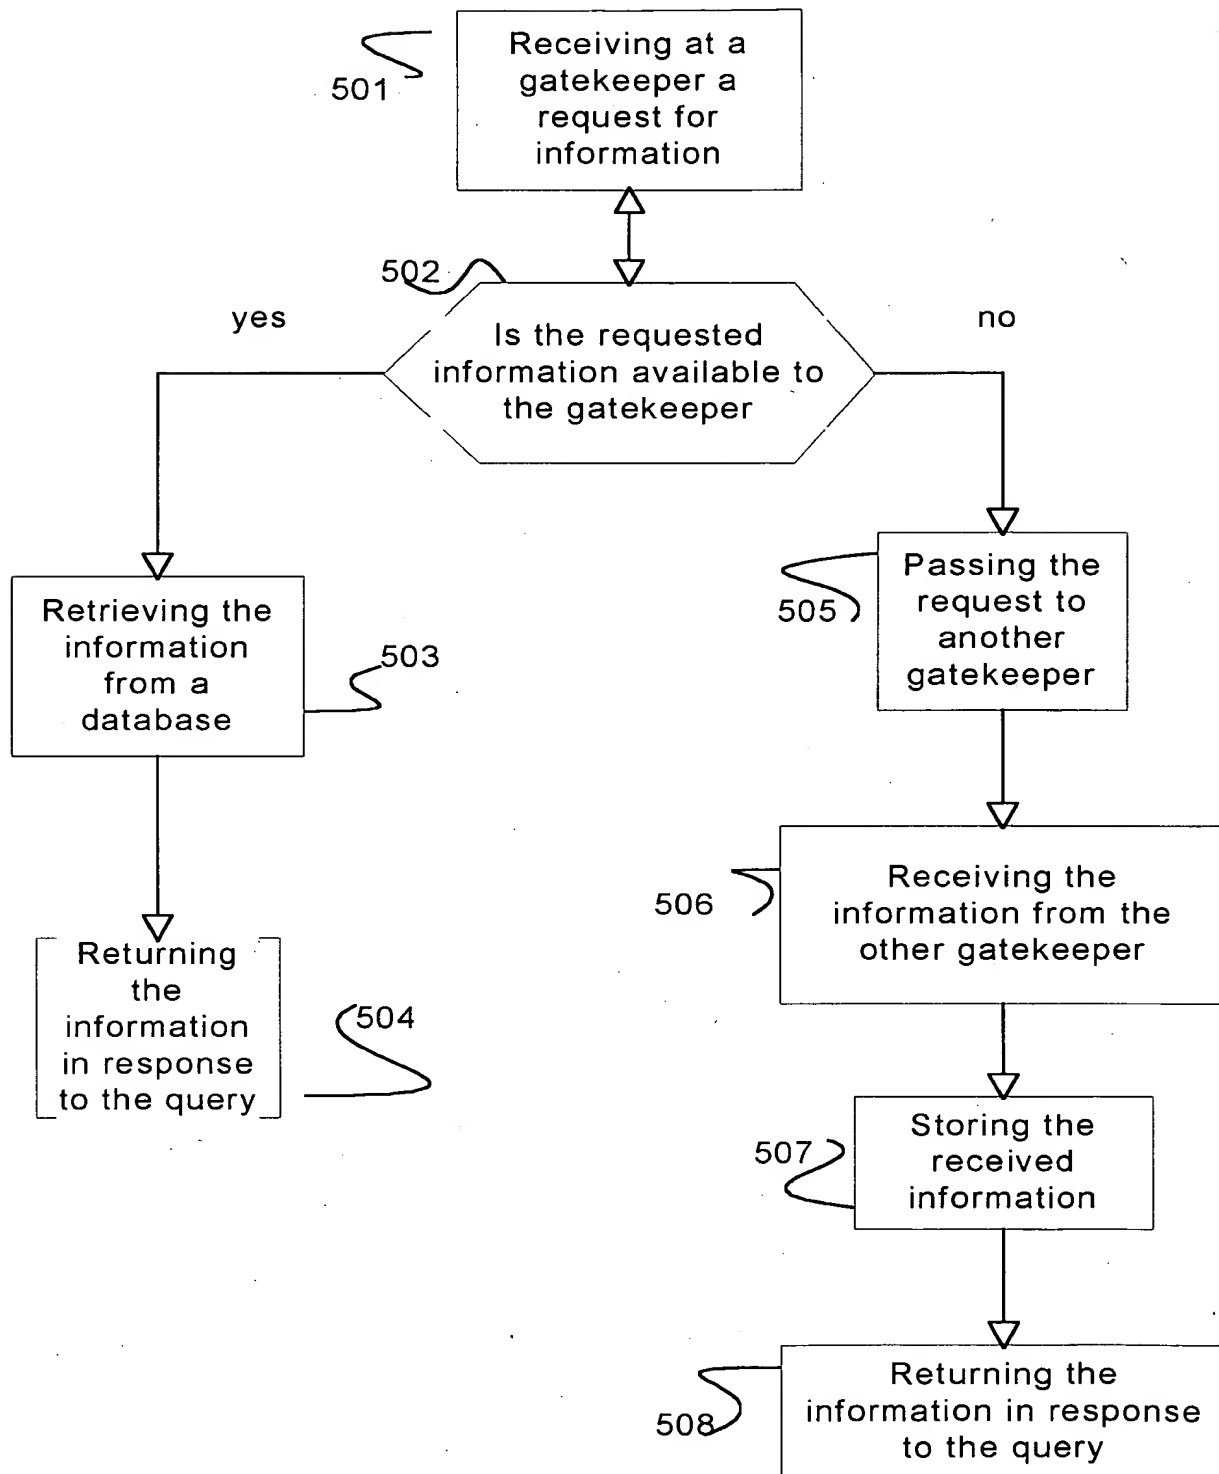 Receiving at a
gatekeeper a
request for
information
501
502
yes
no
Is the requested
information available to
the gatekeeper
Retrieving the
information
from a
database
503
Passing the
request to
another
gatekeeper
505
Receiving the
information from the
other gatekeeper
506
Returning
the
information
in response
to the query
504
Storing the
received
information
507
Returning the
information in response
to the query
508